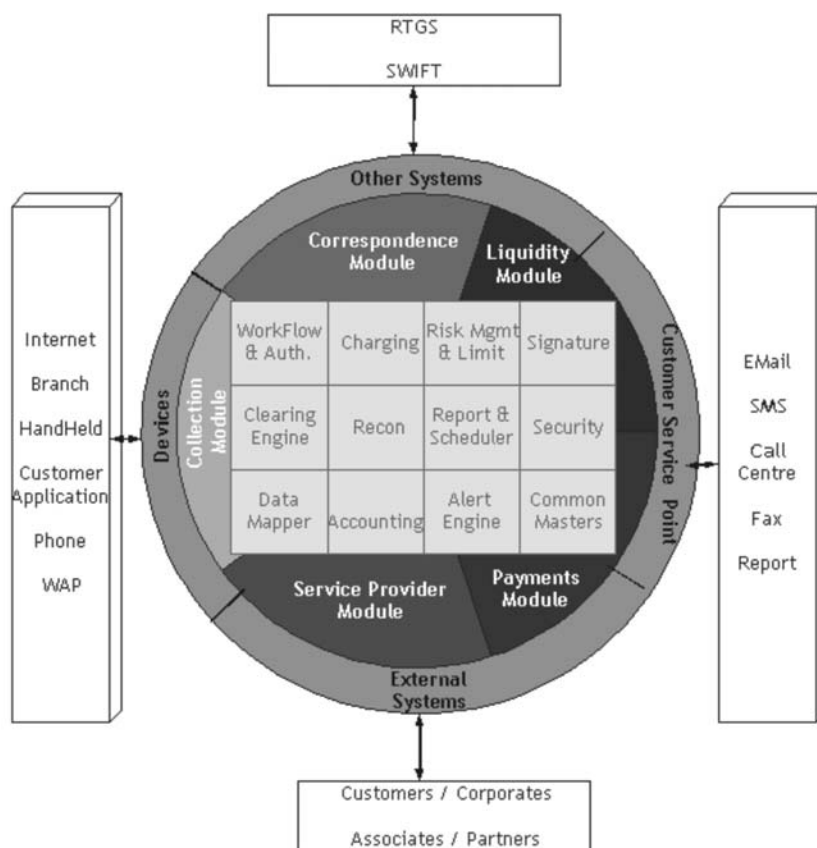 RTGS
SWIFT
Other Systems
Correspondence
Module
Liquidity
Module
Internet
Branch
HandHeld
Customer
Application
Phone
WAP
Devices
Collection
Module
WorkFlow
& Auth.
Charging
Risk Mgmt
& Limit
Signature
Clearing
Engine
Recon
Report &
Scheduler
Security
Data
Mapper
Accounting
Alert
Engine
Common
Masters
Customer Service Point
EMail
SMS
Call
Centre
Fax
Report
Service Provider
Module
Payments
Module
External
Systems
Customers / Corporates
Associates / Partners